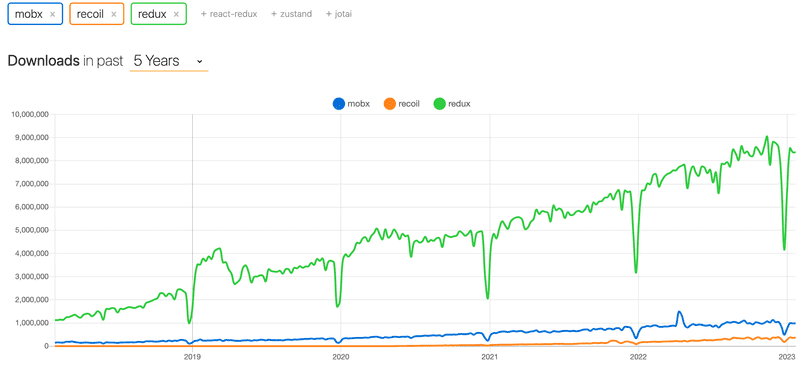 mobx × recoil × redux × + react-redux + zustand + jotai
Downloads in past 5 Years
mobx recoil redux
10,000,000
9,000,000
8,000,000
7,000,000
6,000,000
5,000,000
4,000,000
3,000,000
2,000,000
1,000,000
0
2019 2020 2021 2022 2023